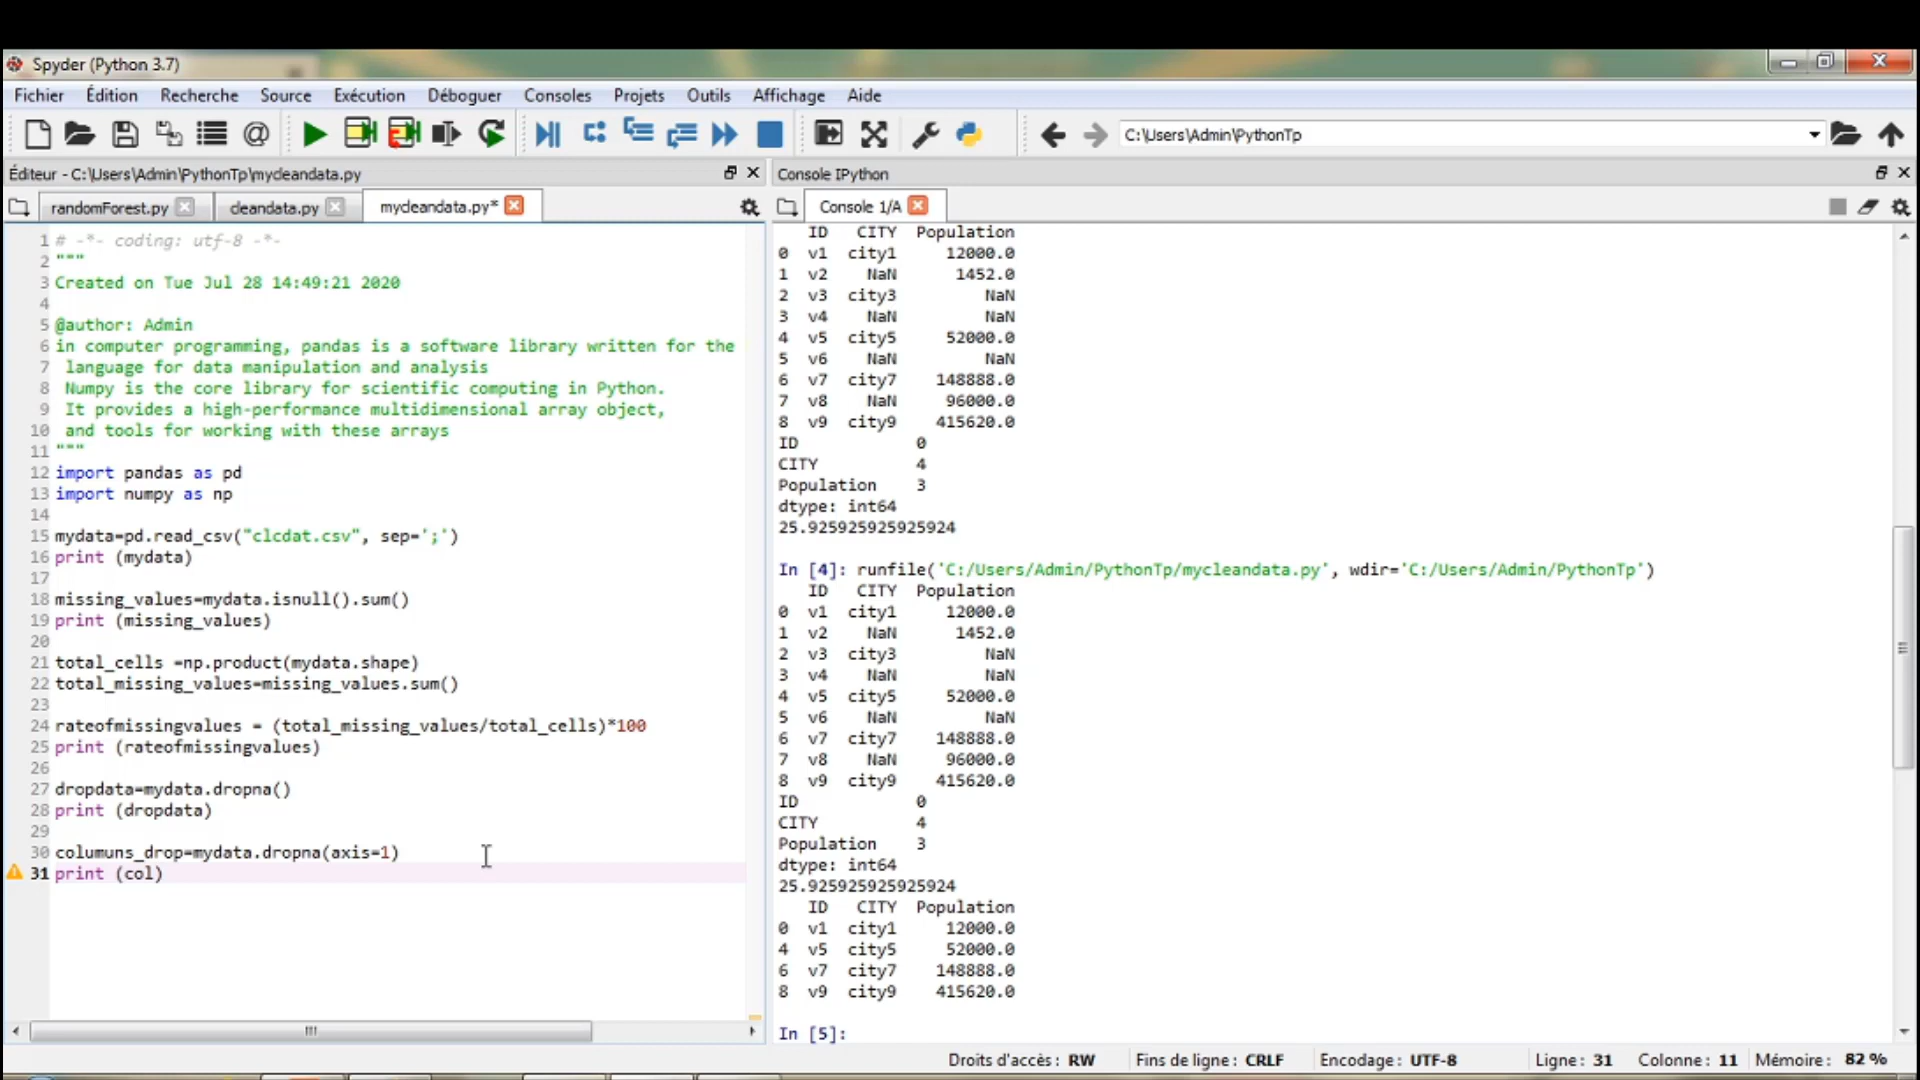 Spyder (Python 3.7)
Fichier Édition Recherche Source Exécution Déboguer Consoles Projets Outils Affichage Aide
C:\Users\Admin\PythonTp
Éditeur - C:\Users\Admin\PythonTp\mycleandata.py
randomForest.py cleandata.py mycleandata.py*
1 # -*- coding: utf-8 -*-
2 """
3 Created on Tue Jul 28 14:49:21 2020
4
5 @author: Admin
6 in computer programming, pandas is a software library written for the
7 language for data manipulation and analysis
8 Numpy is the core library for scientific computing in Python.
9 It provides a high-performance multidimensional array object,
10 and tools for working with these arrays
11 """
12 import pandas as pd
13 import numpy as np
14
15 mydata=pd.read_csv("clcdat.csv", sep=';')
16 print (mydata)
17
18 missing_values=mydata.isnull().sum()
19 print (missing_values)
20
21 total_cells =np.product(mydata.shape)
22 total_missing_values=missing_values.sum()
23
24 rateofmissingvalues = (total_missing_values/total_cells)*100
25 print (rateofmissingvalues)
26
27 dropdata=mydata.dropna()
28 print (dropdata)
29
30 columuns_drop=mydata.dropna(axis=1)
31 print (col)
Console IPython
Console 1/A
ID CITY Population
0 v1 city1 12000.0
1 v2 NaN 1452.0
2 v3 city3 NaN
3 v4 NaN NaN
4 v5 city5 52000.0
5 v6 NaN NaN
6 v7 city7 148888.0
7 v8 NaN 96000.0
8 v9 city9 415620.0
ID 0
CITY 4
Population 3
dtype: int64
25.925925925925924
In [4]: runfile('C:/Users/Admin/PythonTp/mycleandata.py', wdir='C:/Users/Admin/PythonTp')
ID CITY Population
0 v1 city1 12000.0
1 v2 NaN 1452.0
2 v3 city3 NaN
3 v4 NaN NaN
4 v5 city5 52000.0
5 v6 NaN NaN
6 v7 city7 148888.0
7 v8 NaN 96000.0
8 v9 city9 415620.0
ID 0
CITY 4
Population 3
dtype: int64
25.925925925925924
ID CITY Population
0 v1 city1 12000.0
4 v5 city5 52000.0
6 v7 city7 148888.0
8 v9 city9 415620.0
In [5]:
Droits d'accès : RW Fins de ligne : CRLF Encodage : UTF-8 Ligne : 31 Colonne : 11 Mémoire : 82 %